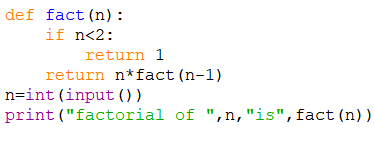 def fact(n):
    if n<2:
        return 1
    return n*fact(n-1)
n=int(input())
print("factorial of ",n,"is",fact(n))